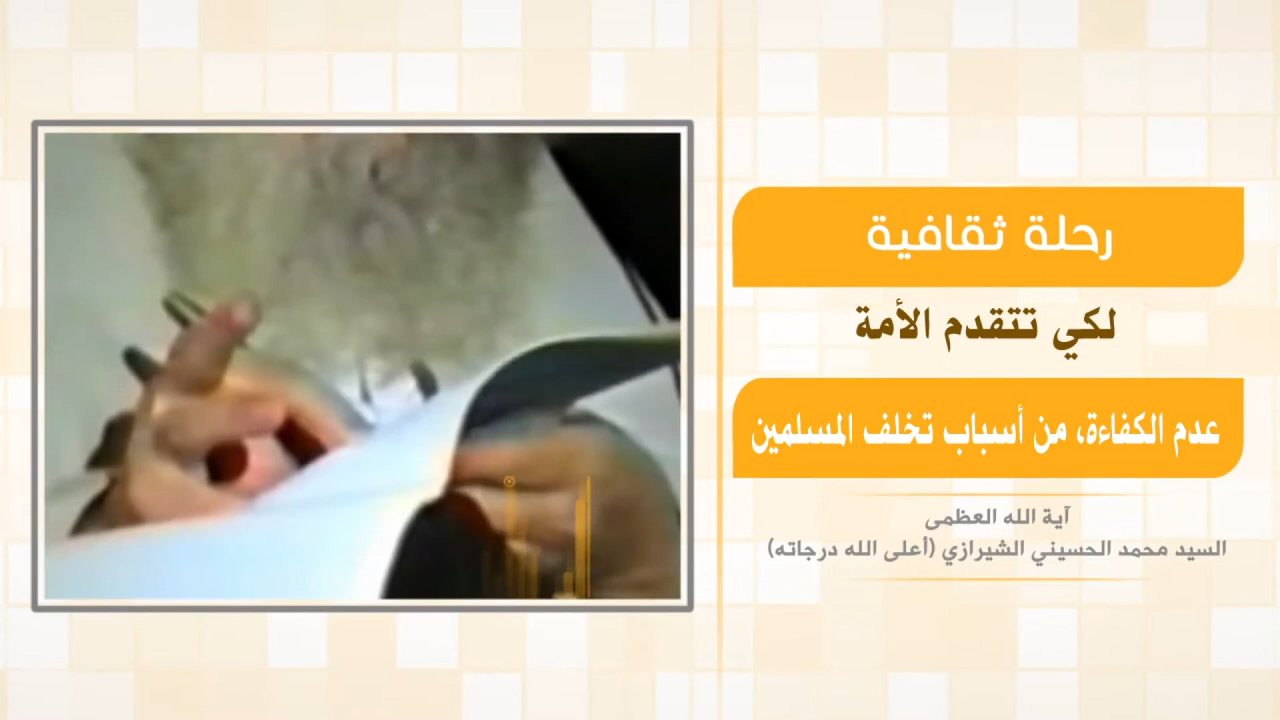 رحلة ثقافية
لكي تتقدم الأمة
عدم الكفاءة، من أسباب تخلف المسلمين
آية الله العظمى
السيد محمد الحسيني الشيرازي (أعلى الله درجاته)